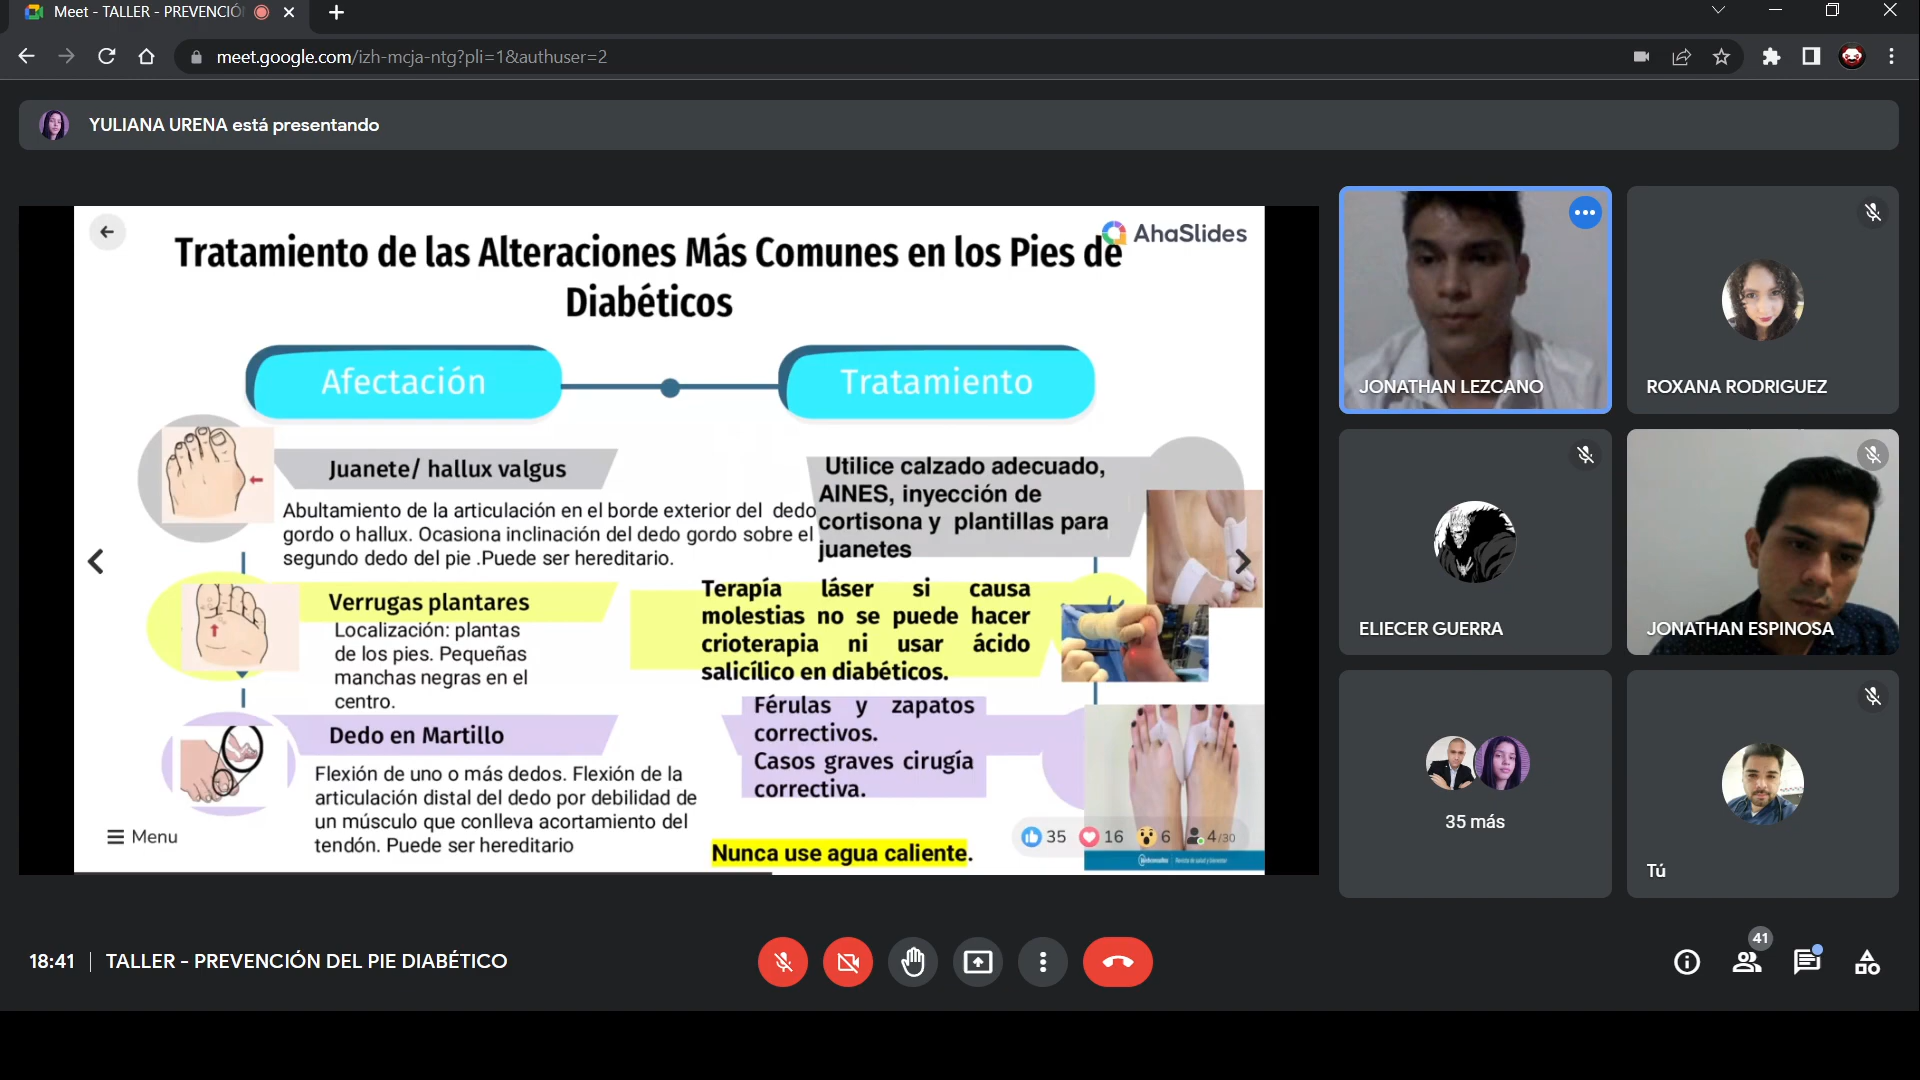 Meet - TALLER - PREVENCIÓN
meet.google.com/izh-mcja-ntg?pli=1&authuser=2
YULIANA URENA está presentando
AhaSlides
Tratamiento de las Alteraciones Más Comunes en los Pies de
Diabéticos
Afectación
Tratamiento
Juanete/ hallux valgus
Abultamiento de la articulación en el borde exterior del dedo
gordo o hallux. Ocasiona inclinación del dedo gordo sobre el
segundo dedo del pie .Puede ser hereditario.
Utilice calzado adecuado,
AINES, inyección de
cortisona y plantillas para
juanetes
Verrugas plantares
Localización: plantas
de los pies. Pequeñas
manchas negras en el
centro.
Terapía láser si causa
molestias no se puede hacer
crioterapia ni usar ácido
salicílico en diabéticos.
Dedo en Martillo
Flexión de uno o más dedos. Flexión de la
articulación distal del dedo por debilidad de
un músculo que conlleva acortamiento del
tendón. Puede ser hereditario
Férulas y zapatos
correctivos.
Casos graves cirugía
correctiva.
Nunca use agua caliente.
Menu
35 16 6 4/30
JONATHAN LEZCANO
ROXANA RODRIGUEZ
ELIECER GUERRA
JONATHAN ESPINOSA
35 más
Tú
18:41 | TALLER - PREVENCIÓN DEL PIE DIABÉTICO
41